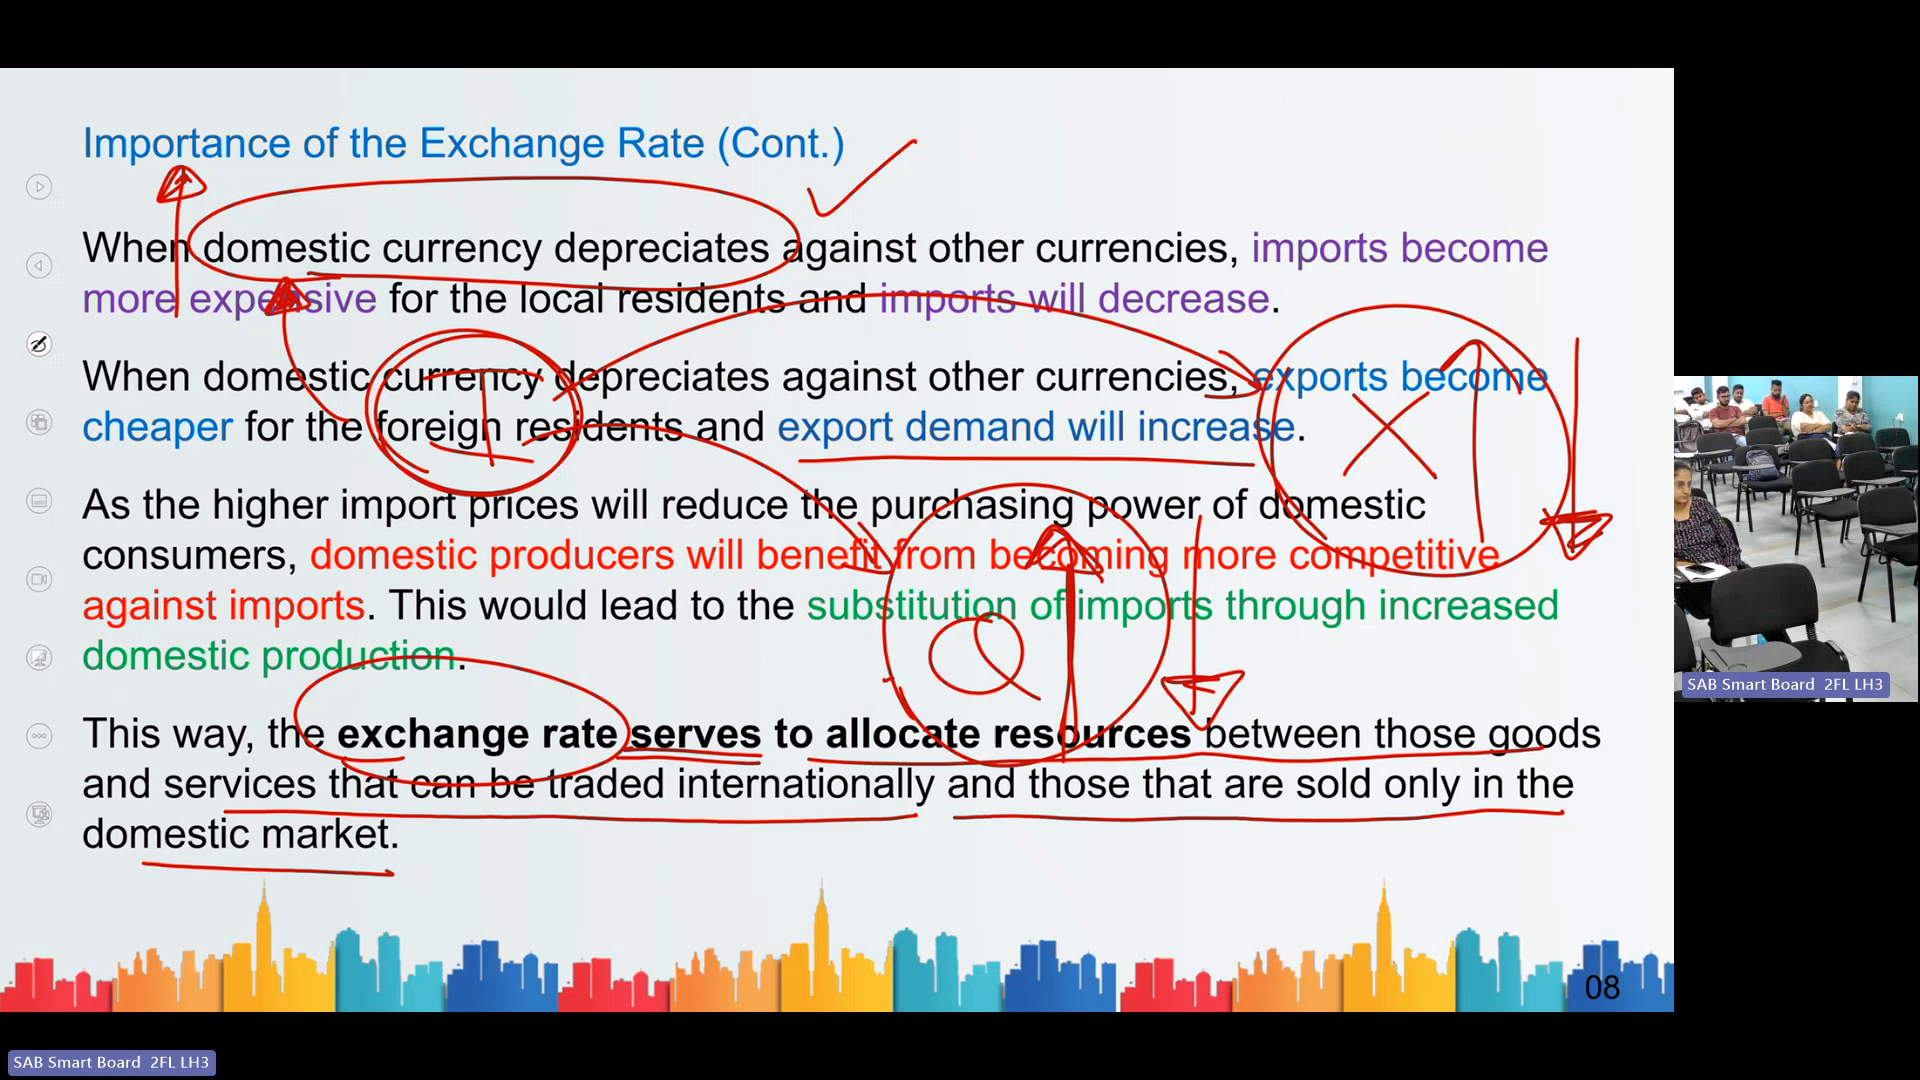 Importance of the Exchange Rate (Cont.)
When domestic currency depreciates against other currencies, imports become
more expensive for the local residents and imports will decrease.
When domestic currency depreciates against other currencies, exports become
cheaper for the foreign residents and export demand will increase.
As the higher import prices will reduce the purchasing power of domestic
consumers, domestic producers will benefit from becoming more competitive
against imports. This would lead to the substitution of imports through increased
domestic production.
This way, the exchange rate serves to allocate resources between those goods
and services that can be traded internationally and those that are sold only in the
domestic market.
I
X
Q
08
SAB Smart Board 2FL LH3
SAB Smart Board 2FL LH3